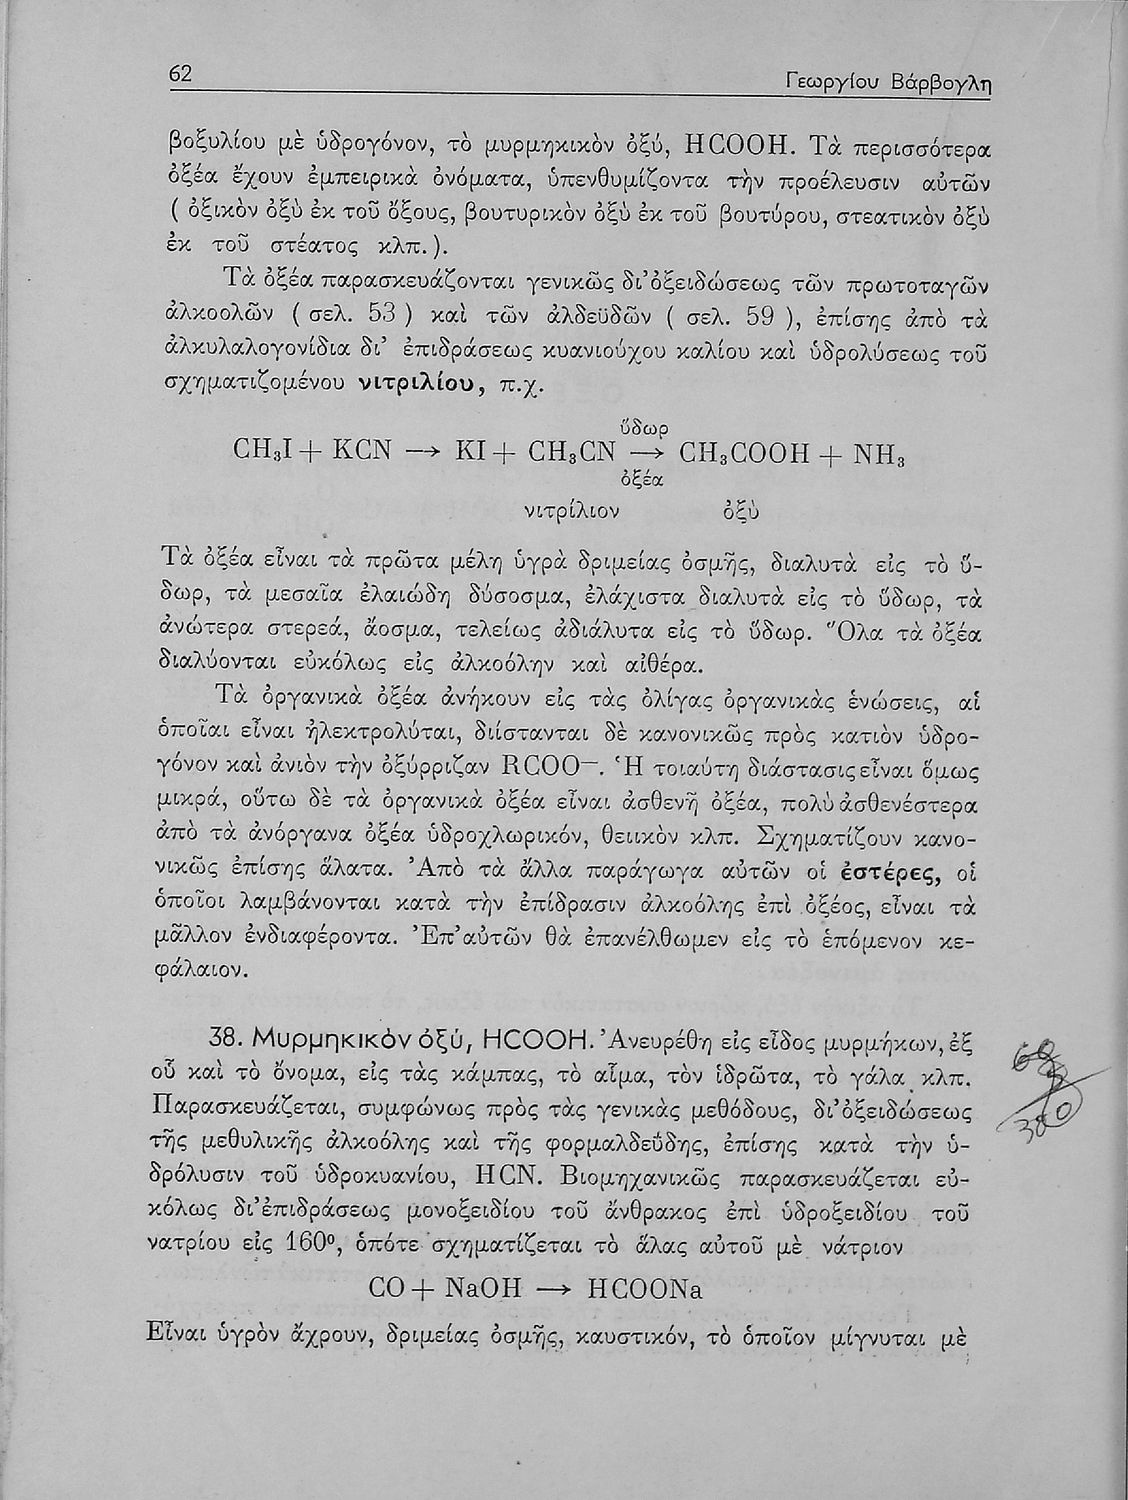 62 Γεωργίου Βάρβογλη
βοξυλίου μὲ ὑδρογόνον, τὸ μυρμηκικὸν ὀξύ, HCOOH. Τὰ περισσότερα
ὀξέα ἔχουν ἐμπειρικὰ ὀνόματα, ὑπενθυμίζοντα τὴν προέλευσιν αὐτῶν
( ὀξικὸν ὀξὺ ἐκ τοῦ ὄξους, βουτυρικὸν ὀξὺ ἐκ τοῦ βουτύρου, στεατικὸν ὀξὺ
ἐκ τοῦ στέατος κλπ.).
Τὰ ὀξέα παρασκευάζονται γενικῶς δι'ὀξειδώσεως τῶν πρωτοταγῶν
ἀλκοολῶν ( σελ. 53 ) καὶ τῶν ἀλδεϋδῶν ( σελ. 59 ), ἐπίσης ἀπὸ τὰ
ἀλκυλαλογονίδια δι' ἐπιδράσεως κυανιούχου καλίου καὶ ὑδρολύσεως τοῦ
σχηματιζομένου νιτριλίου, π.χ.
ὕδωρ
CH₃I + KCN → KI + CH₃CN → CH₃COOH + NH₃
ὀξέα
νιτρίλιον ὀξὺ
Τὰ ὀξέα εἶναι τὰ πρῶτα μέλη ὑγρὰ δριμείας ὀσμῆς, διαλυτὰ εἰς τὸ ὕ-
δωρ, τὰ μεσαῖα ἐλαιώδη δύσοσμα, ἐλάχιστα διαλυτὰ εἰς τὸ ὕδωρ, τὰ
ἀνώτερα στερεά, ἄοσμα, τελείως ἀδιάλυτα εἰς τὸ ὕδωρ. Ὅλα τὰ ὀξέα
διαλύονται εὐκόλως εἰς ἀλκοόλην καὶ αἰθέρα.
Τὰ ὀργανικὰ ὀξέα ἀνήκουν εἰς τὰς ὀλίγας ὀργανικὰς ἑνώσεις, αἱ
ὁποῖαι εἶναι ἠλεκτρολύται, διίστανται δὲ κανονικῶς πρὸς κατιὸν ὑδρο-
γόνον καὶ ἀνιὸν τὴν ὀξύρριζαν RCOO⁻. Ἡ τοιαύτη διάστασις εἶναι ὅμως
μικρά, οὕτω δὲ τὰ ὀργανικὰ ὀξέα εἶναι ἀσθενῆ ὀξέα, πολὺ ἀσθενέστερα
ἀπὸ τὰ ἀνόργανα ὀξέα ὑδροχλωρικόν, θειικὸν κλπ. Σχηματίζουν κανο-
νικῶς ἐπίσης ἅλατα. Ἀπὸ τὰ ἄλλα παράγωγα αὐτῶν οἱ ἐστέρες, οἱ
ὁποῖοι λαμβάνονται κατὰ τὴν ἐπίδρασιν ἀλκοόλης ἐπὶ ὀξέος, εἶναι τὰ
μᾶλλον ἐνδιαφέροντα. Ἐπ'αὐτῶν θὰ ἐπανέλθωμεν εἰς τὸ ἑπόμενον κε-
φάλαιον.
38. Μυρμηκικὸν ὀξύ, HCOOH. Ἀνευρέθη εἰς εἶδος μυρμήκων, ἐξ
οὗ καὶ τὸ ὄνομα, εἰς τὰς κάμπας, τὸ αἷμα, τὸν ἱδρῶτα, τὸ γάλα κλπ.
Παρασκευάζεται, συμφώνως πρὸς τὰς γενικὰς μεθόδους, δι'ὀξειδώσεως
τῆς μεθυλικῆς ἀλκοόλης καὶ τῆς φορμαλδεΰδης, ἐπίσης κατὰ τὴν ὑ-
δρόλυσιν τοῦ ὑδροκυανίου, HCN. Βιομηχανικῶς παρασκευάζεται εὐ-
κόλως δι'ἐπιδράσεως μονοξειδίου τοῦ ἄνθρακος ἐπὶ ὑδροξειδίου τοῦ
νατρίου εἰς 160⁰, ὁπότε σχηματίζεται τὸ ἅλας αὐτοῦ μὲ νάτριον
CO + NaOH → HCOONa
Εἶναι ὑγρὸν ἄχρουν, δριμείας ὀσμῆς, καυστικόν, τὸ ὁποῖον μίγνυται μὲ